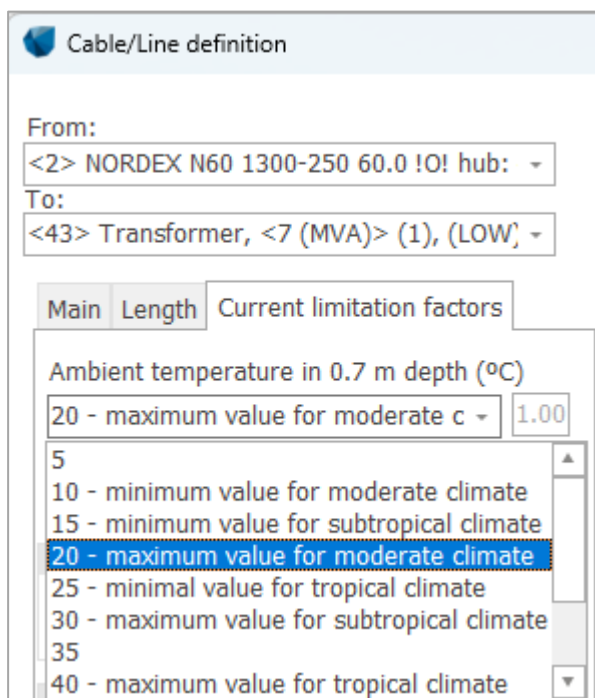 Cable/Line definition
From:
<2> NORDEX N60 1300-250 60.0 !O! hub:
To:
<43> Transformer, <7 (MVA)> (1), (LOW)
Main Length Current limitation factors
Ambient temperature in 0.7 m depth (ºC)
20 - maximum value for moderate c 1.00
5
10 - minimum value for moderate climate
15 - minimum value for subtropical climate
20 - maximum value for moderate climate
25 - minimal value for tropical climate
30 - maximum value for subtropical climate
35
40 - maximum value for tropical climate